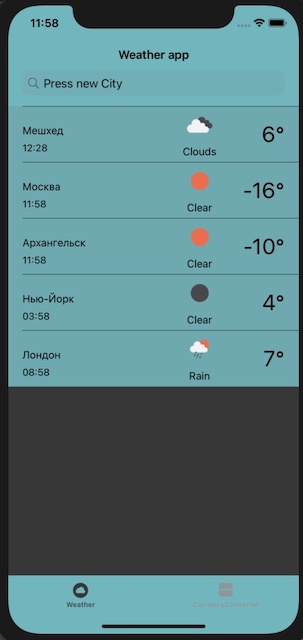 11:58
Weather app
Press new City
Мешхед
12:28
Clouds
6°
Москва
11:58
Clear
-16°
Архангельск
11:58
Clear
-10°
Нью-Йорк
03:58
Clear
4°
Лондон
08:58
Rain
7°
Weather